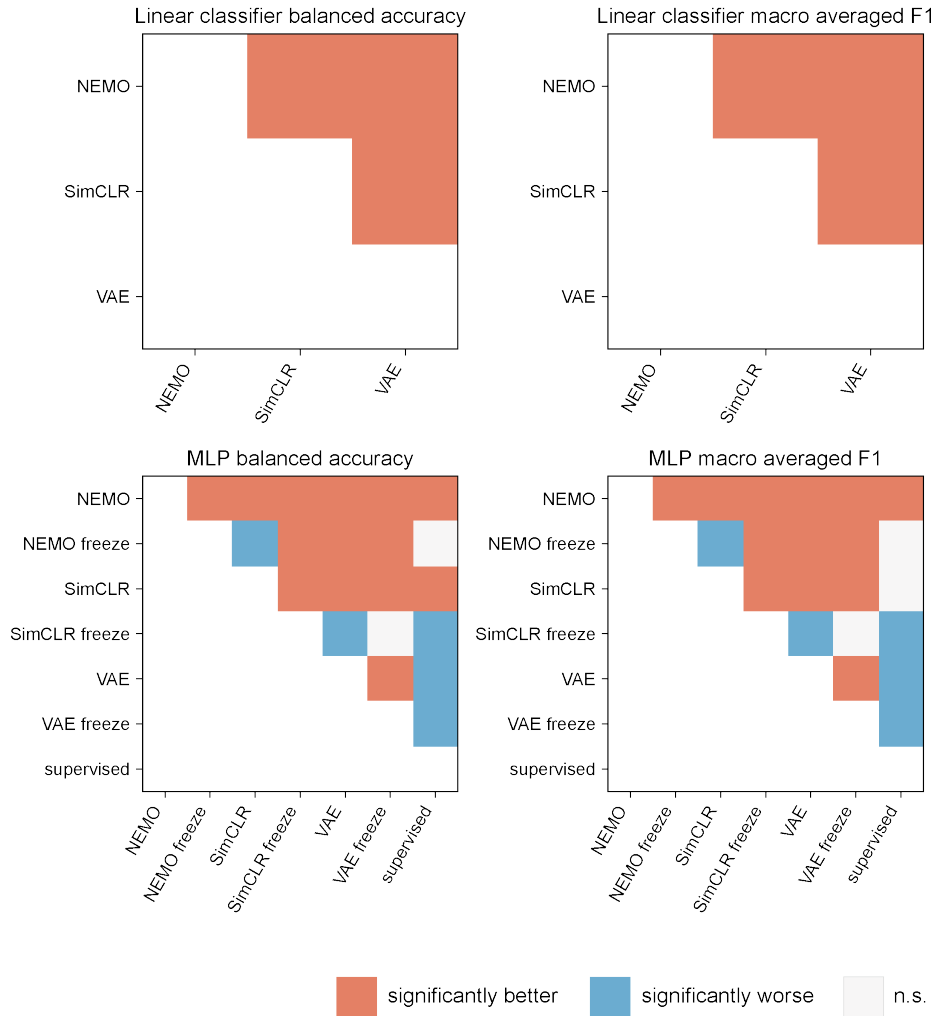 Linear classifier balanced accuracy
NEMO
SimCLR
VAE
NEMO
SimCLR
VAE
Linear classifier macro averaged F1
NEMO
SimCLR
VAE
NEMO
SimCLR
VAE
MLP balanced accuracy
NEMO
NEMO freeze
SimCLR
SimCLR freeze
VAE
VAE freeze
supervised
NEMO
NEMO freeze
SimCLR
SimCLR freeze
VAE
VAE freeze
supervised
MLP macro averaged F1
NEMO
NEMO freeze
SimCLR
SimCLR freeze
VAE
VAE freeze
supervised
NEMO
NEMO freeze
SimCLR
SimCLR freeze
VAE
VAE freeze
supervised
significantly better
significantly worse
n.s.